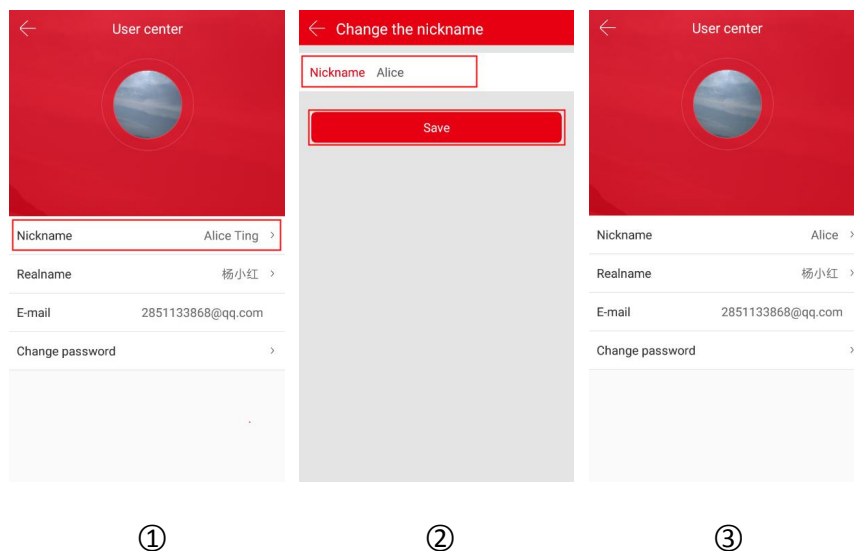 User center
Nickname Alice Ting
Realname 杨小红
E-mail 2851133868@qq.com
Change password
①
Change the nickname
Nickname Alice
Save
②
User center
Nickname Alice
Realname 杨小红
E-mail 2851133868@qq.com
Change password
③